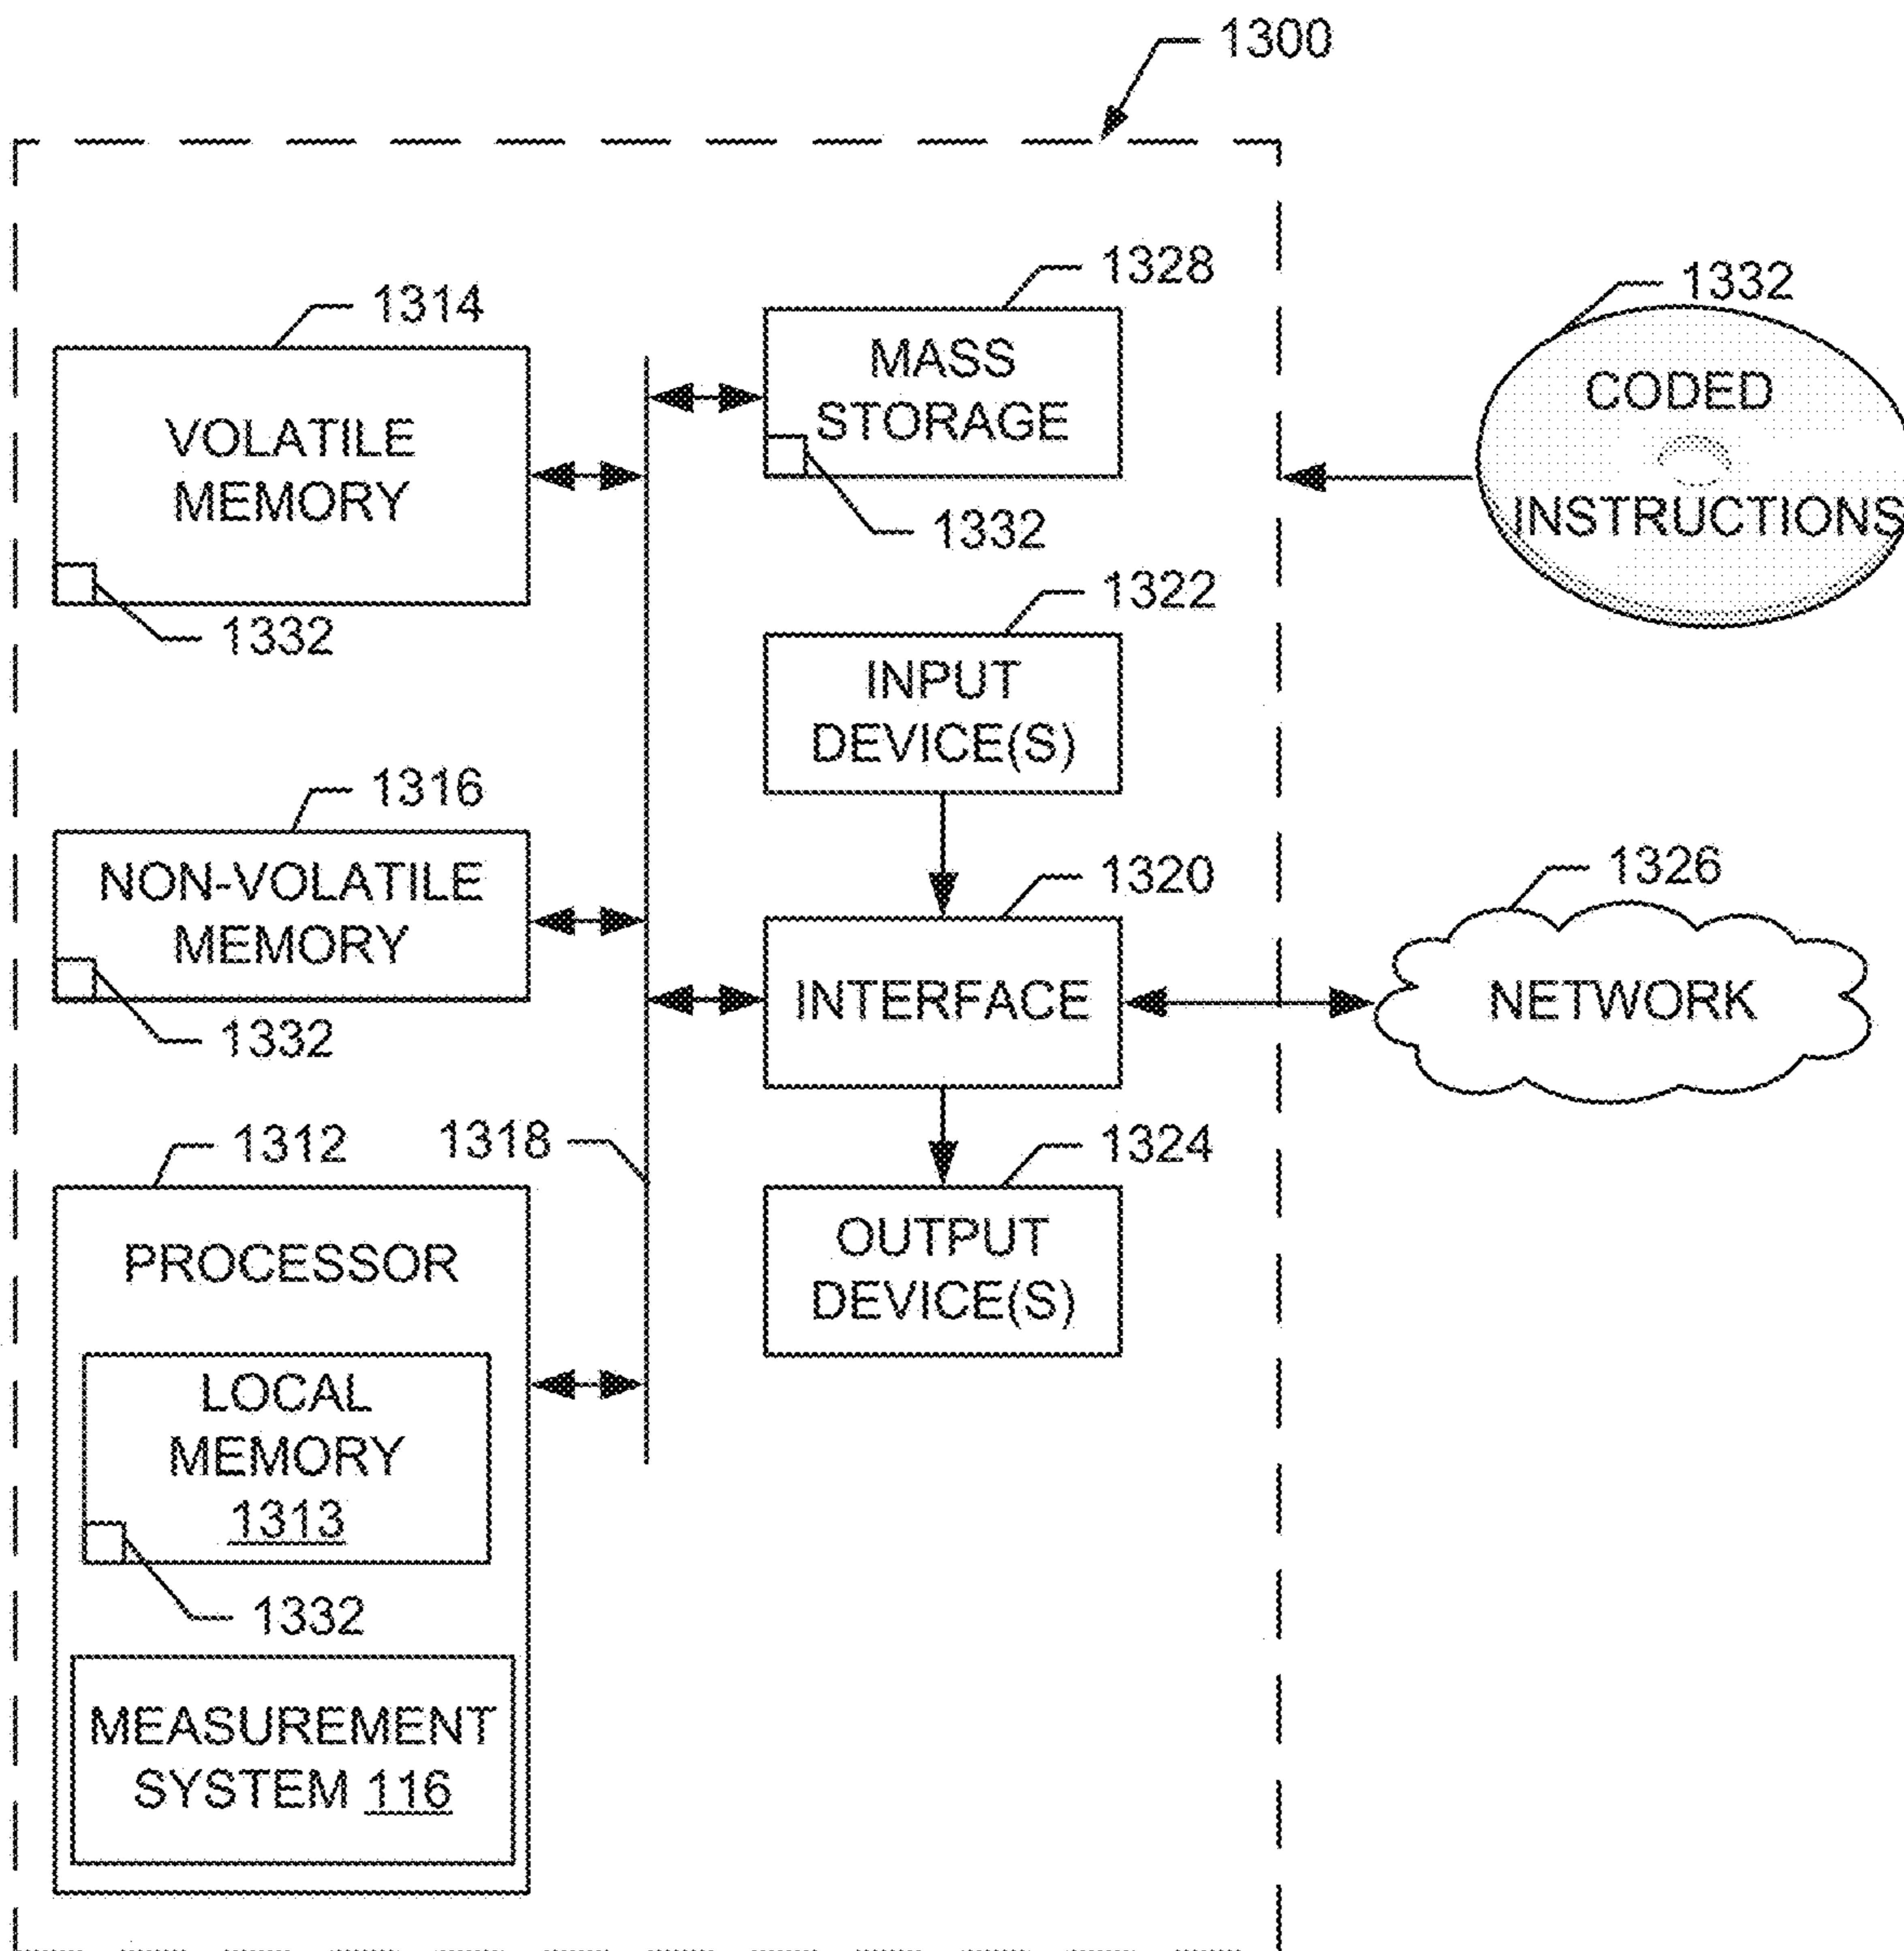 1300
1328
1314
1332
MASS
STORAGE
CODED
INSTRUCTIONS
VOLATILE
MEMORY
1332
1332
1322
INPUT
DEVICE(S)
1316
NON-VOLATILE
MEMORY
1332
1320
INTERFACE
1326
NETWORK
1312
1318
1324
PROCESSOR
OUTPUT
DEVICE(S)
LOCAL
MEMORY
1313
1332
MEASUREMENT
SYSTEM 116